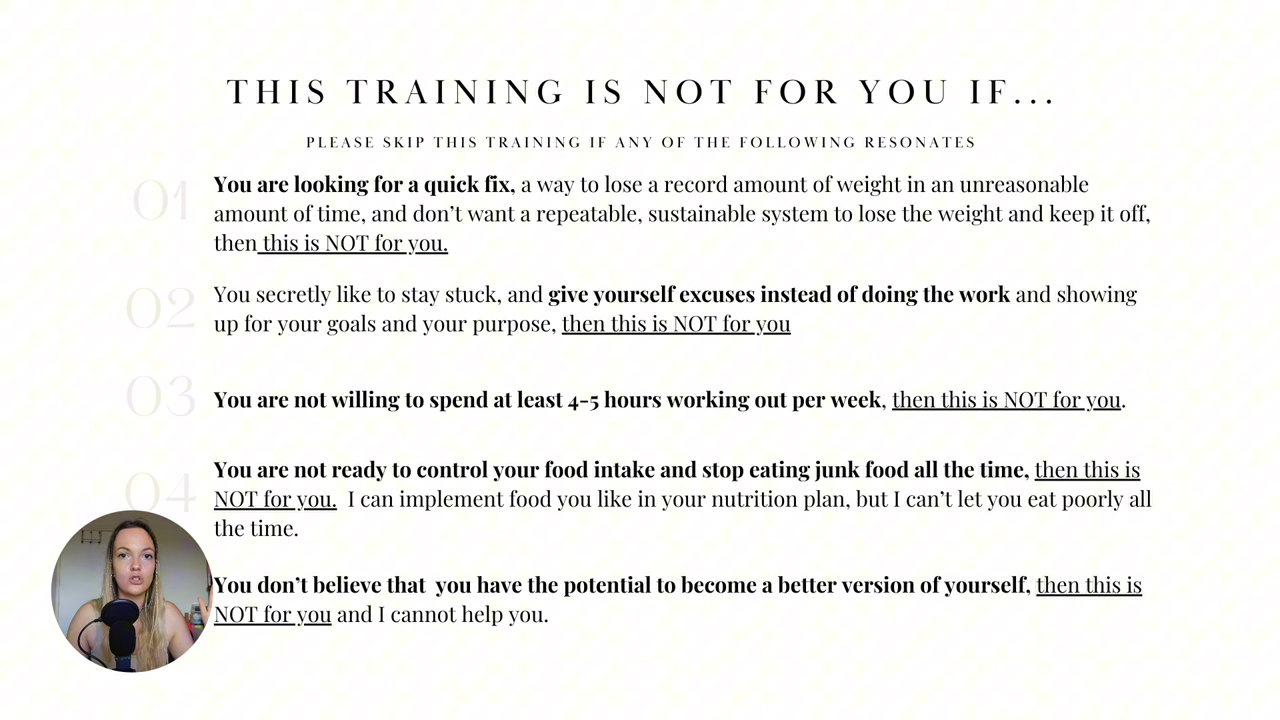 THIS TRAINING IS NOT FOR YOU IF...
PLEASE SKIP THIS TRAINING IF ANY OF THE FOLLOWING RESONATES
01
You are looking for a quick fix, a way to lose a record amount of weight in an unreasonable
amount of time, and don’t want a repeatable, sustainable system to lose the weight and keep it off,
then this is NOT for you.
02
You secretly like to stay stuck, and give yourself excuses instead of doing the work and showing
up for your goals and your purpose, then this is NOT for you
03
You are not willing to spend at least 4-5 hours working out per week, then this is NOT for you.
04
You are not ready to control your food intake and stop eating junk food all the time, then this is
NOT for you. I can implement food you like in your nutrition plan, but I can’t let you eat poorly all
the time.
You don’t believe that you have the potential to become a better version of yourself, then this is
NOT for you and I cannot help you.